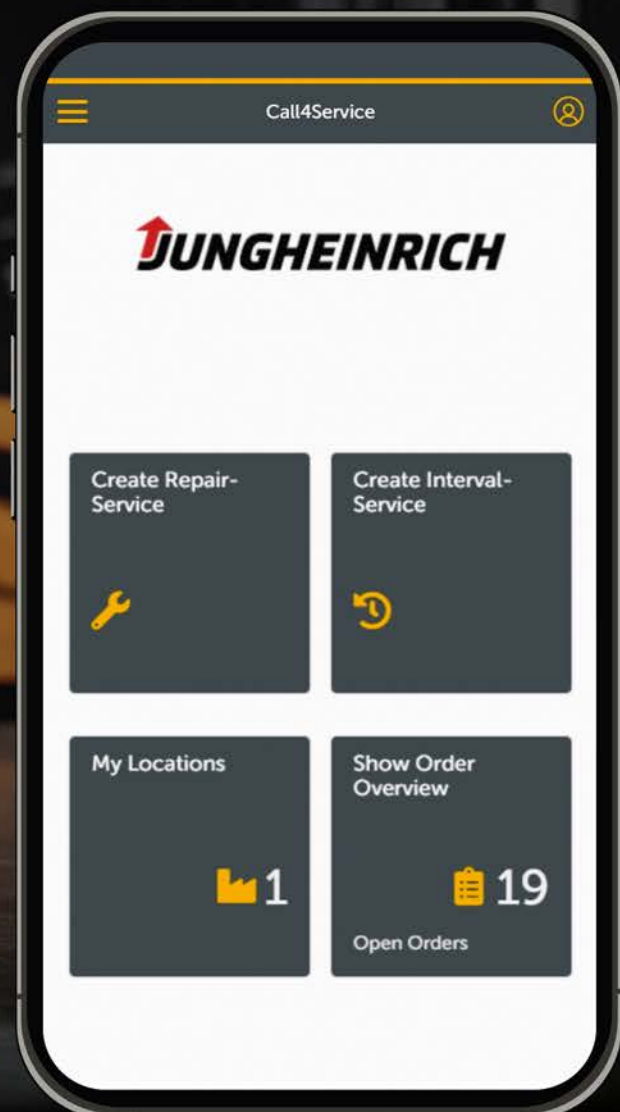 Call4Service
JUNGHEINRICH
Create Repair-
Service
Create Interval-
Service
My Locations
1
Show Order
Overview
19
Open Orders